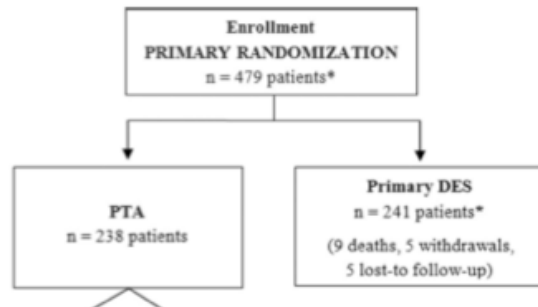 Enrollment
PRIMARY RANDOMIZATION
n = 479 patients*
PTA
n = 238 patients
Primary DES
n = 241 patients*
(9 deaths, 5 withdrawals,
5 lost-to follow-up)